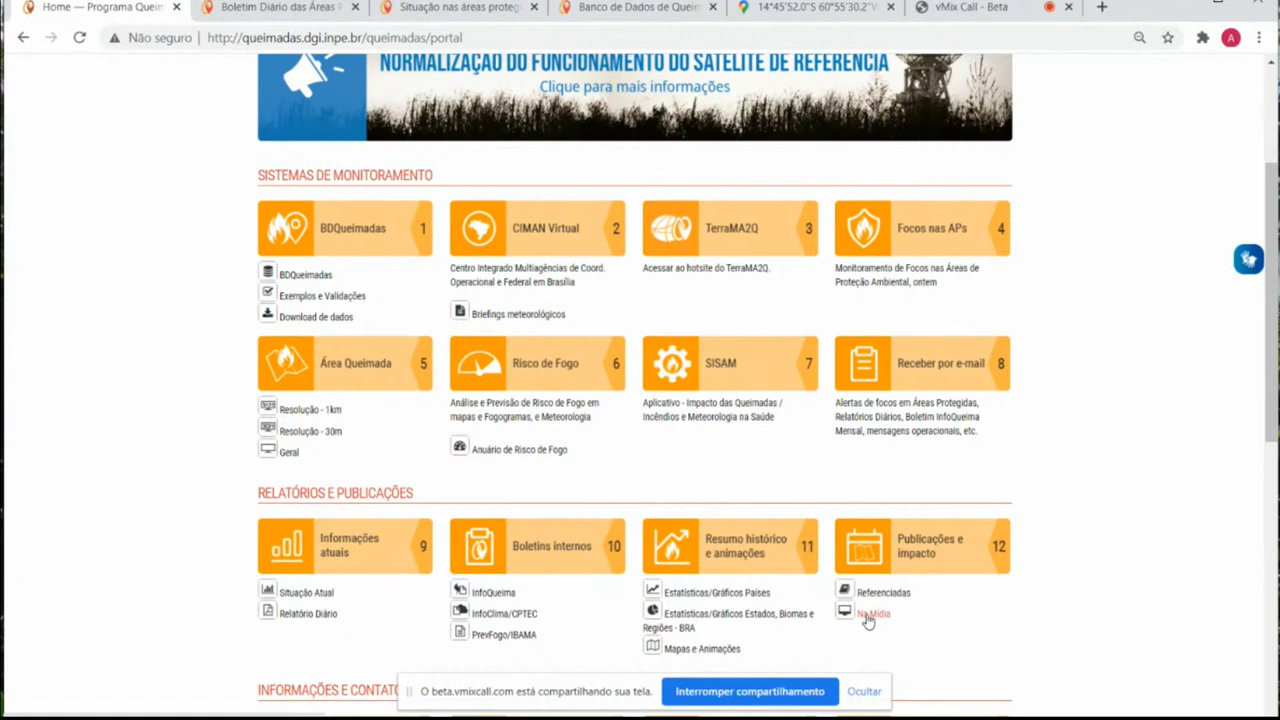 Home — Programa Queim
Boletim Diário das Áreas P
Situação nas áreas proteg
Banco de Dados de Queim
14°45'52.0"S 60°55'30.2"
vMix Call - Beta
Não seguro | http://queimadas.dgi.inpe.br/queimadas/portal
A
NORMALIZAÇÃO DO FUNCIONAMENTO DO SATÉLITE DE REFERÊNCIA
Clique para mais informações
SISTEMAS DE MONITORAMENTO
BDQueimadas 1
CIMAN Virtual 2
TerraMA2Q 3
Focos nas APs 4
BDQueimadas
Exemplos e Validações
Download de dados
Centro Integrado Multiagências de Coord.
Operacional e Federal em Brasília
Briefings meteorológicos
Acessar ao hotsite do TerraMA2Q.
Monitoramento de Focos nas Áreas de
Proteção Ambiental, ontem
Área Queimada 5
Risco de Fogo 6
SISAM 7
Receber por e-mail 8
Resolução - 1km
Resolução - 30m
Geral
Análise e Previsão de Risco de Fogo em
mapas e Fogogramas, e Meteorologia
Anuário de Risco de Fogo
Aplicativo - Impacto das Queimadas /
Incêndios e Meteorologia na Saúde
Alertas de focos em Áreas Protegidas,
Relatórios Diários, Boletim InfoQueima
Mensal, mensagens operacionais, etc.
RELATÓRIOS E PUBLICAÇÕES
Informações
atuais 9
Boletins internos 10
Resumo histórico
e animações 11
Publicações e
impacto 12
Situação Atual
Relatório Diário
InfoQueima
InfoClima/CPTEC
PrevFogo/IBAMA
Estatísticas/Gráficos Países
Estatísticas/Gráficos Estados, Biomas e
Regiões - BRA
Mapas e Animações
Referenciadas
Na Mídia
INFORMAÇÕES E CONTATO
O beta.vmixcall.com está compartilhando sua tela.
Interromper compartilhamento
Ocultar